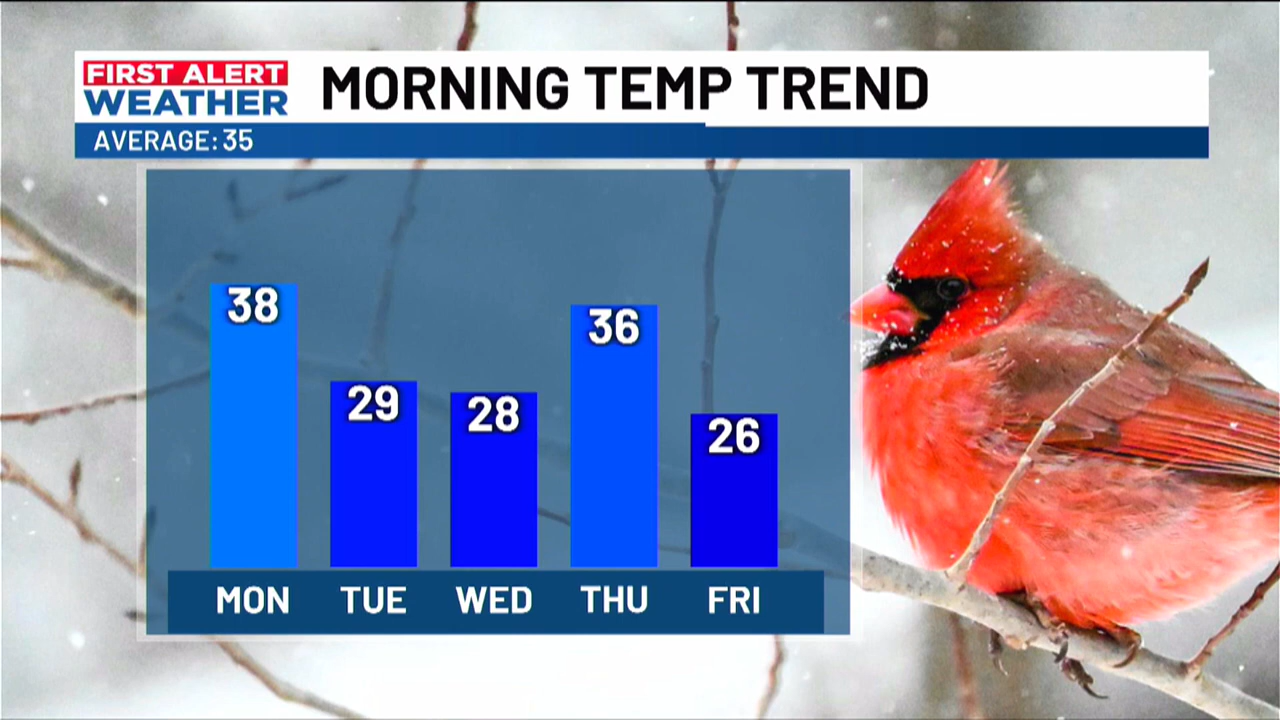 FIRST ALERT
WEATHER
MORNING TEMP TREND
AVERAGE: 35
38
29
28
36
26
MON TUE WED THU FRI